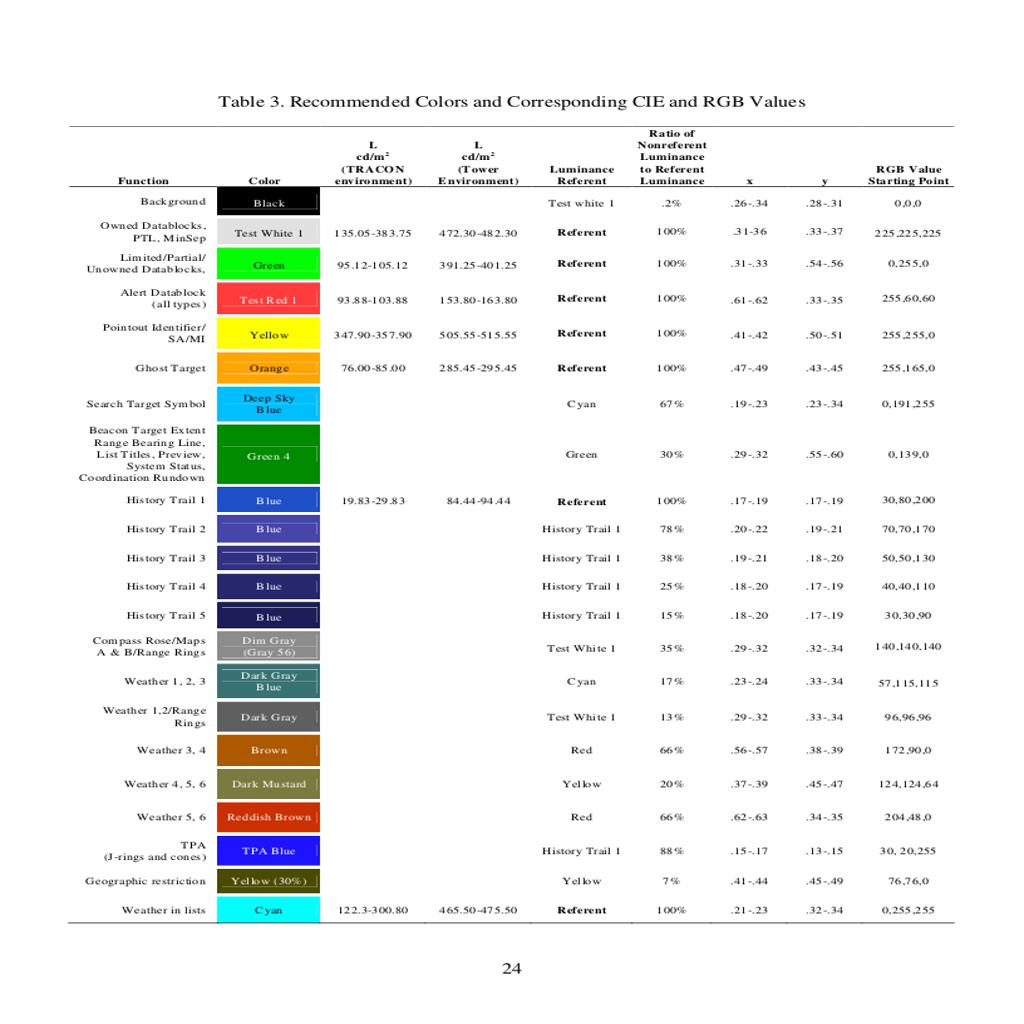 Table 3. Recommended Colors and Corresponding CIE and RGB Values
Function Color L cd/m² (TRACON environment) L cd/m² (Tower Environment) Luminance Referent Ratio of Nonreferent Luminance to Referent Luminance x y RGB Value Starting Point
Background Black Test white 1 .2% .26-.34 .28-.31 0,0,0
Owned Datablocks, PTL, MinSep Test White 1 135.05-383.75 472.30-482.30 Referent 100% .31-36 .33-.37 225,225,225
Limited/Partial/ Unowned Datablocks, Green 95.12-105.12 391.25-401.25 Referent 100% .31-.33 .54-.56 0,255,0
Alert Datablock (all types) Test Red 1 93.88-103.88 153.80-163.80 Referent 100% .61-.62 .33-.35 255,60,60
Pointout Identifier/ SA/MI Yellow 347.90-357.90 505.55-515.55 Referent 100% .41-.42 .50-.51 255,255,0
Ghost Target Orange 76.00-85.00 285.45-295.45 Referent 100% .47-.49 .43-.45 255,165,0
Search Target Symbol Deep Sky Blue Cyan 67% .19-.23 .23-.34 0,191,255
Beacon Target Extent Range Bearing Line, List Titles, Preview, System Status, Coordination Rundown Green 4 Green 30% .29-.32 .55-.60 0,139,0
History Trail 1 Blue 19.83-29.83 84.44-94.44 Referent 100% .17-.19 .17-.19 30,80,200
History Trail 2 Blue History Trail 1 78% .20-.22 .19-.21 70,70,170
History Trail 3 Blue History Trail 1 38% .19-.21 .18-.20 50,50,130
History Trail 4 Blue History Trail 1 25% .18-.20 .17-.19 40,40,110
History Trail 5 Blue History Trail 1 15% .18-.20 .17-.19 30,30,90
Compass Rose/Maps A & B/Range Rings Dim Gray (Gray 56) Test White 1 35% .29-.32 .32-.34 140,140,140
Weather 1, 2, 3 Dark Gray Blue Cyan 17% .23-.24 .33-.34 57,115,115
Weather 1,2/Range Rings Dark Gray Test White 1 13% .29-.32 .33-.34 96,96,96
Weather 3, 4 Brown Red 66% .56-.57 .38-.39 172,90,0
Weather 4, 5, 6 Dark Mustard Yellow 20% .37-.39 .45-.47 124,124,64
Weather 5, 6 Reddish Brown Red 66% .62-.63 .34-.35 204,48,0
TPA (J-rings and cones) TPA Blue History Trail 1 88% .15-.17 .13-.15 30, 20,255
Geographic restriction Yellow (30%) Yellow 7% .41-.44 .45-.49 76,76,0
Weather in lists Cyan 122.3-300.80 465.50-475.50 Referent 100% .21-.23 .32-.34 0,255,255
24